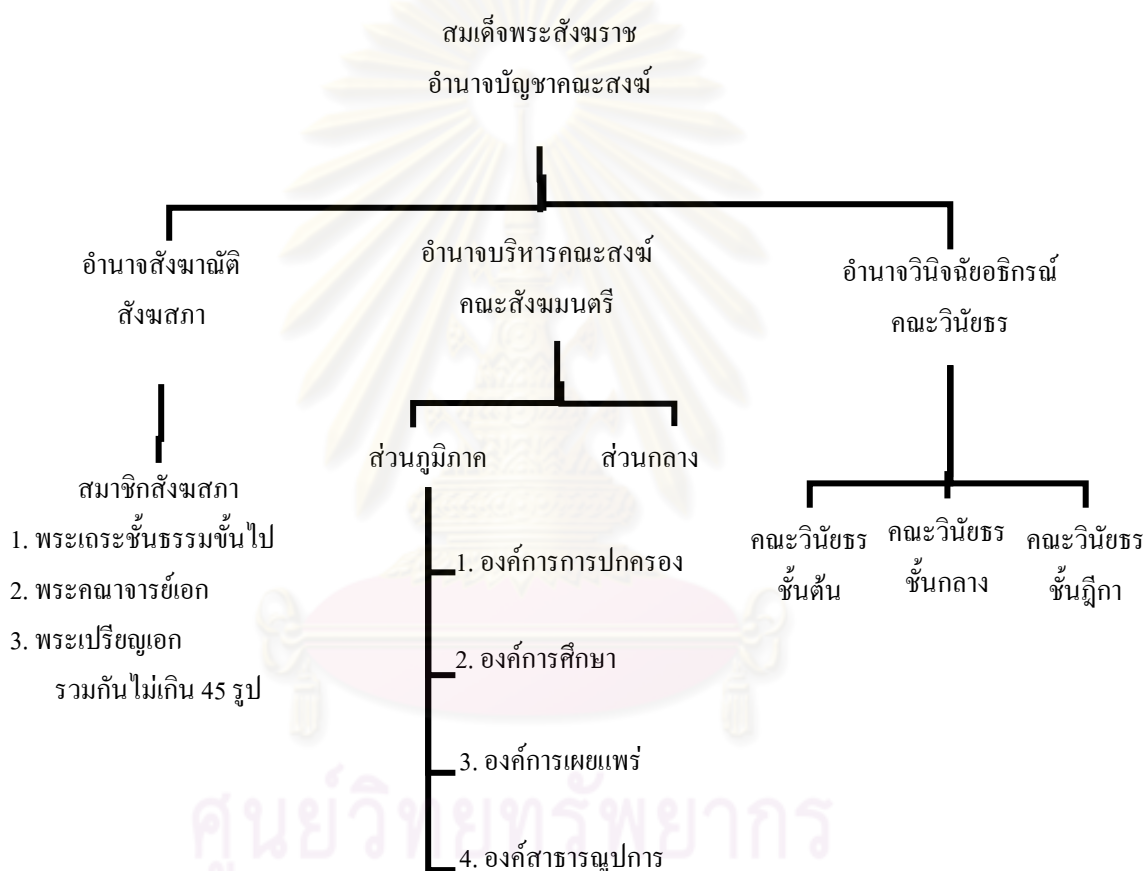 สมเด็จพระสังฆราช
อำนาจบัญชาคณะสงฆ์
อำนาจสังฆาณัติ
สังฆสภา
อำนาจบริหารคณะสงฆ์
คณะสังฆมนตรี
อำนาจวินิจฉัยอธิกรณ์
คณะวินัยธร
สมาชิกสังฆสภา
1. พระเถระชั้นธรรมขั้นไป
2. พระคณาจารย์เอก
3. พระเปรียญเอก
รวมกันไม่เกิน 45 รูป
ส่วนภูมิภาค
ส่วนกลาง
1. องค์การการปกครอง
2. องค์การศึกษา
3. องค์การเผยแพร่
4. องค์สาธารณูปการ
คณะวินัยธร
ชั้นต้น
คณะวินัยธร
ชั้นกลาง
คณะวินัยธร
ชั้นฎีกา
ศูนย์วิทยทรัพยากร